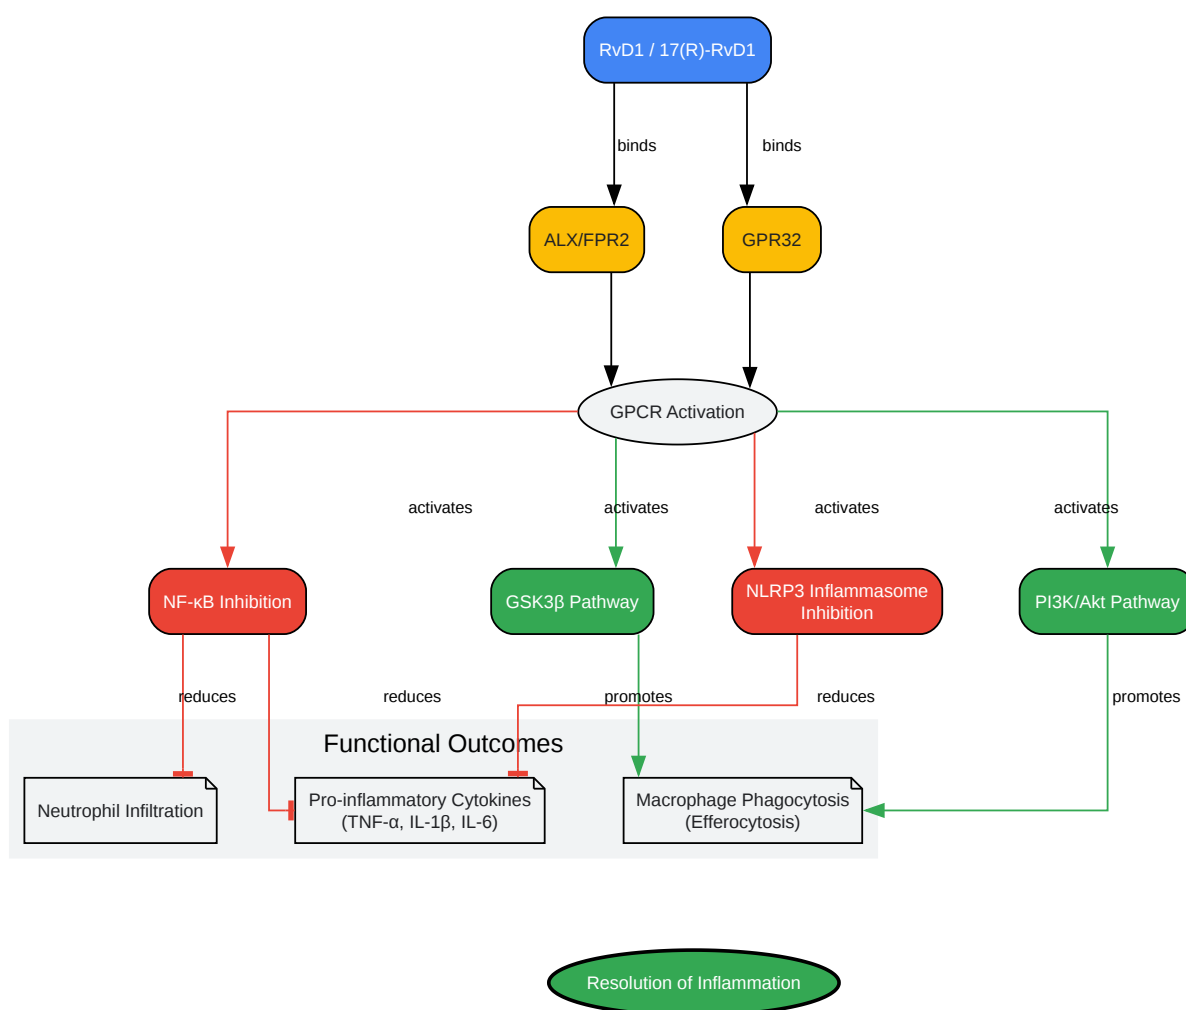 RvD1 / 17(R)-RvD1
binds
binds
ALX/FPR2
GPR32
GPCR Activation
activates
activates
activates
activates
NF-κB Inhibition
GSK3β Pathway
NLRP3 Inflammasome
Inhibition
PI3K/Akt Pathway
reduces
reduces
promotes
reduces
promotes
Functional Outcomes
Neutrophil Infiltration
Pro-inflammatory Cytokines
(TNF-α, IL-1β, IL-6)
Macrophage Phagocytosis
(Efferocytosis)
Resolution of Inflammation